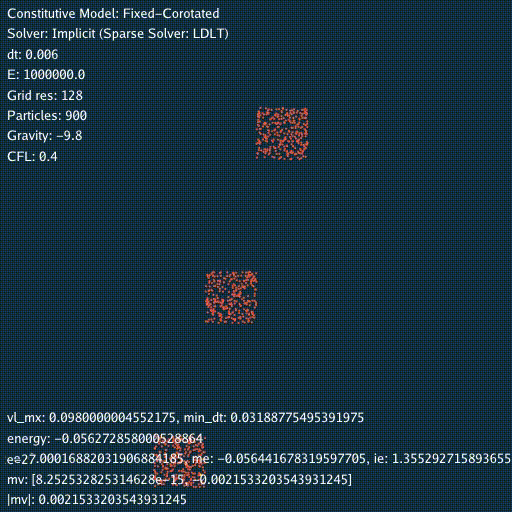 Constitutive Model: Fixed-Corotated
Solver: Implicit (Sparse Solver: LDLT)
dt: 0.006
E: 1000000.0
Grid res: 128
Particles: 900
Gravity: -9.8
CFL: 0.4
vl_mx: 0.0980000004552175, min_dt: 0.03188775495391975
energy: -0.056272858000528864
me: -0.056441678319597705, ie: 1.355292715893655
mv: [8.252532825314628e-15, -0.0021533203543931245]
|mv|: 0.0021533203543931245